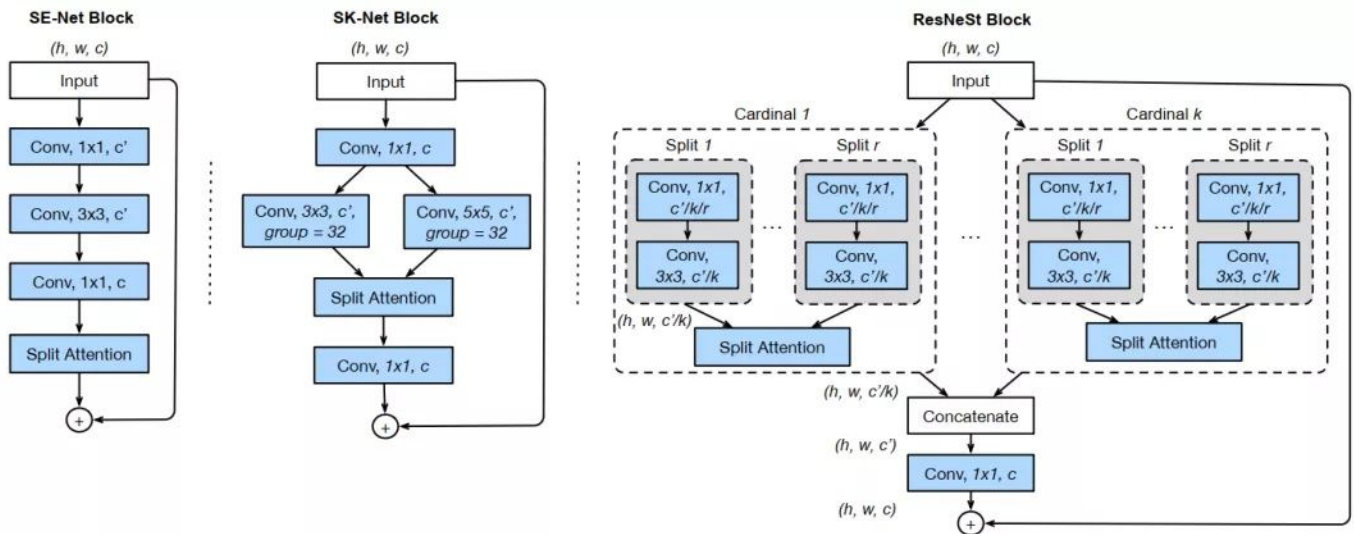 SE-Net Block
(h, w, c)
Input
Conv, 1x1, c'
Conv, 3x3, c'
Conv, 1x1, c
Split Attention
+
SK-Net Block
(h, w, c)
Input
Conv, 1x1, c
Conv, 3x3, c',
group = 32
Conv, 5x5, c',
group = 32
Split Attention
Conv, 1x1, c
+
ResNeSt Block
(h, w, c)
Input
Cardinal 1
Split 1
Conv, 1x1,
c'/k/r
Conv,
3x3, c'/k
...
Split r
Conv, 1x1,
c'/k/r
Conv,
3x3, c'/k
(h, w, c'/k)
Split Attention
...
Cardinal k
Split 1
Conv, 1x1,
c'/k/r
Conv,
3x3, c'/k
...
Split r
Conv, 1x1,
c'/k/r
Conv,
3x3, c'/k
Split Attention
(h, w, c'/k)
Concatenate
(h, w, c')
Conv, 1x1, c
(h, w, c)
+